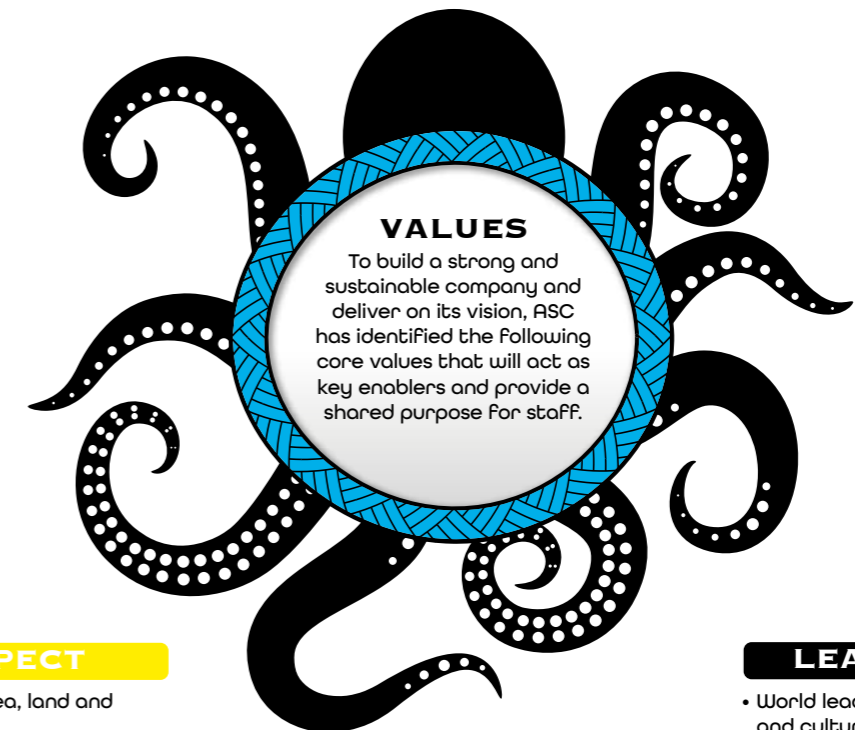 VALUES
To build a strong and
sustainable company and
deliver on its vision, ASC
has identified the following
core values that will act as
key enablers and provide a
shared purpose for staff.
PECT
ea, land and
LEA
• World lead
and cultur